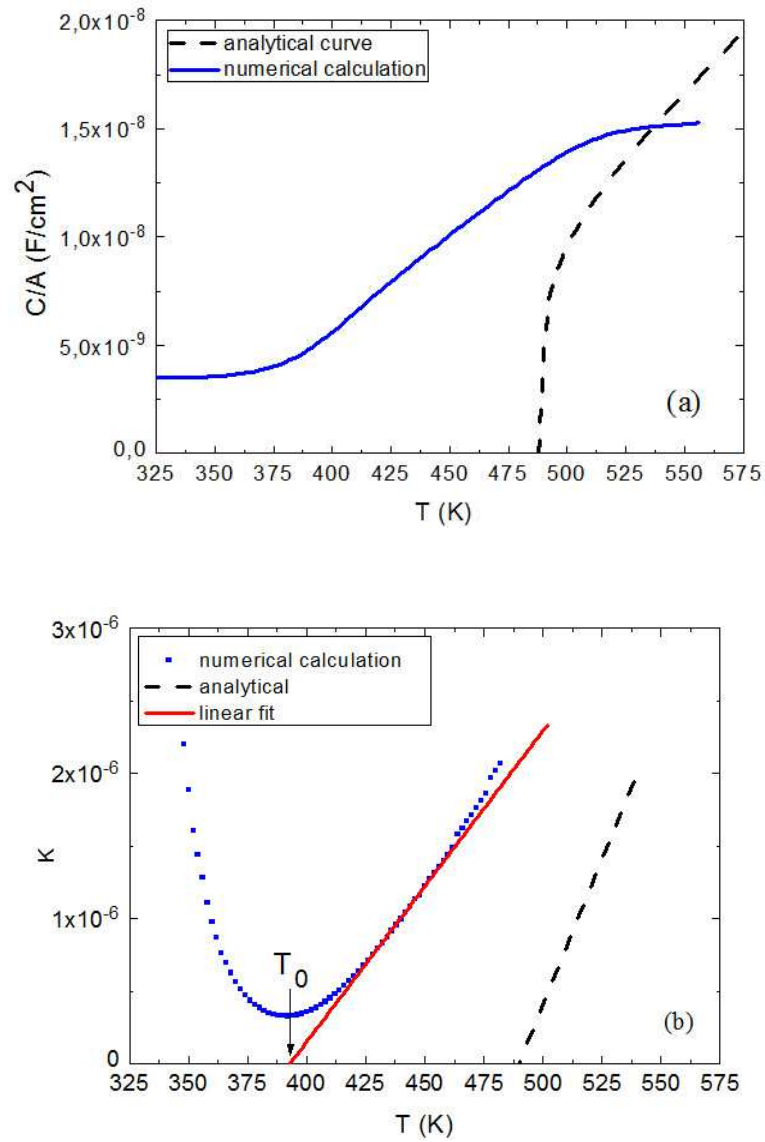 2,0x10⁻⁸
analytical curve
numerical calculation
1,5x10⁻⁸
C/A (F/cm²)
1,0x10⁻⁸
5,0x10⁻⁹
(a)
0,0
325 350 375 400 425 450 475 500 525 550 575
T (K)
3x10⁻⁶
numerical calculation
analytical
linear fit
2x10⁻⁶
K
1x10⁻⁶
T₀
(b)
0
325 350 375 400 425 450 475 500 525 550 575
T (K)